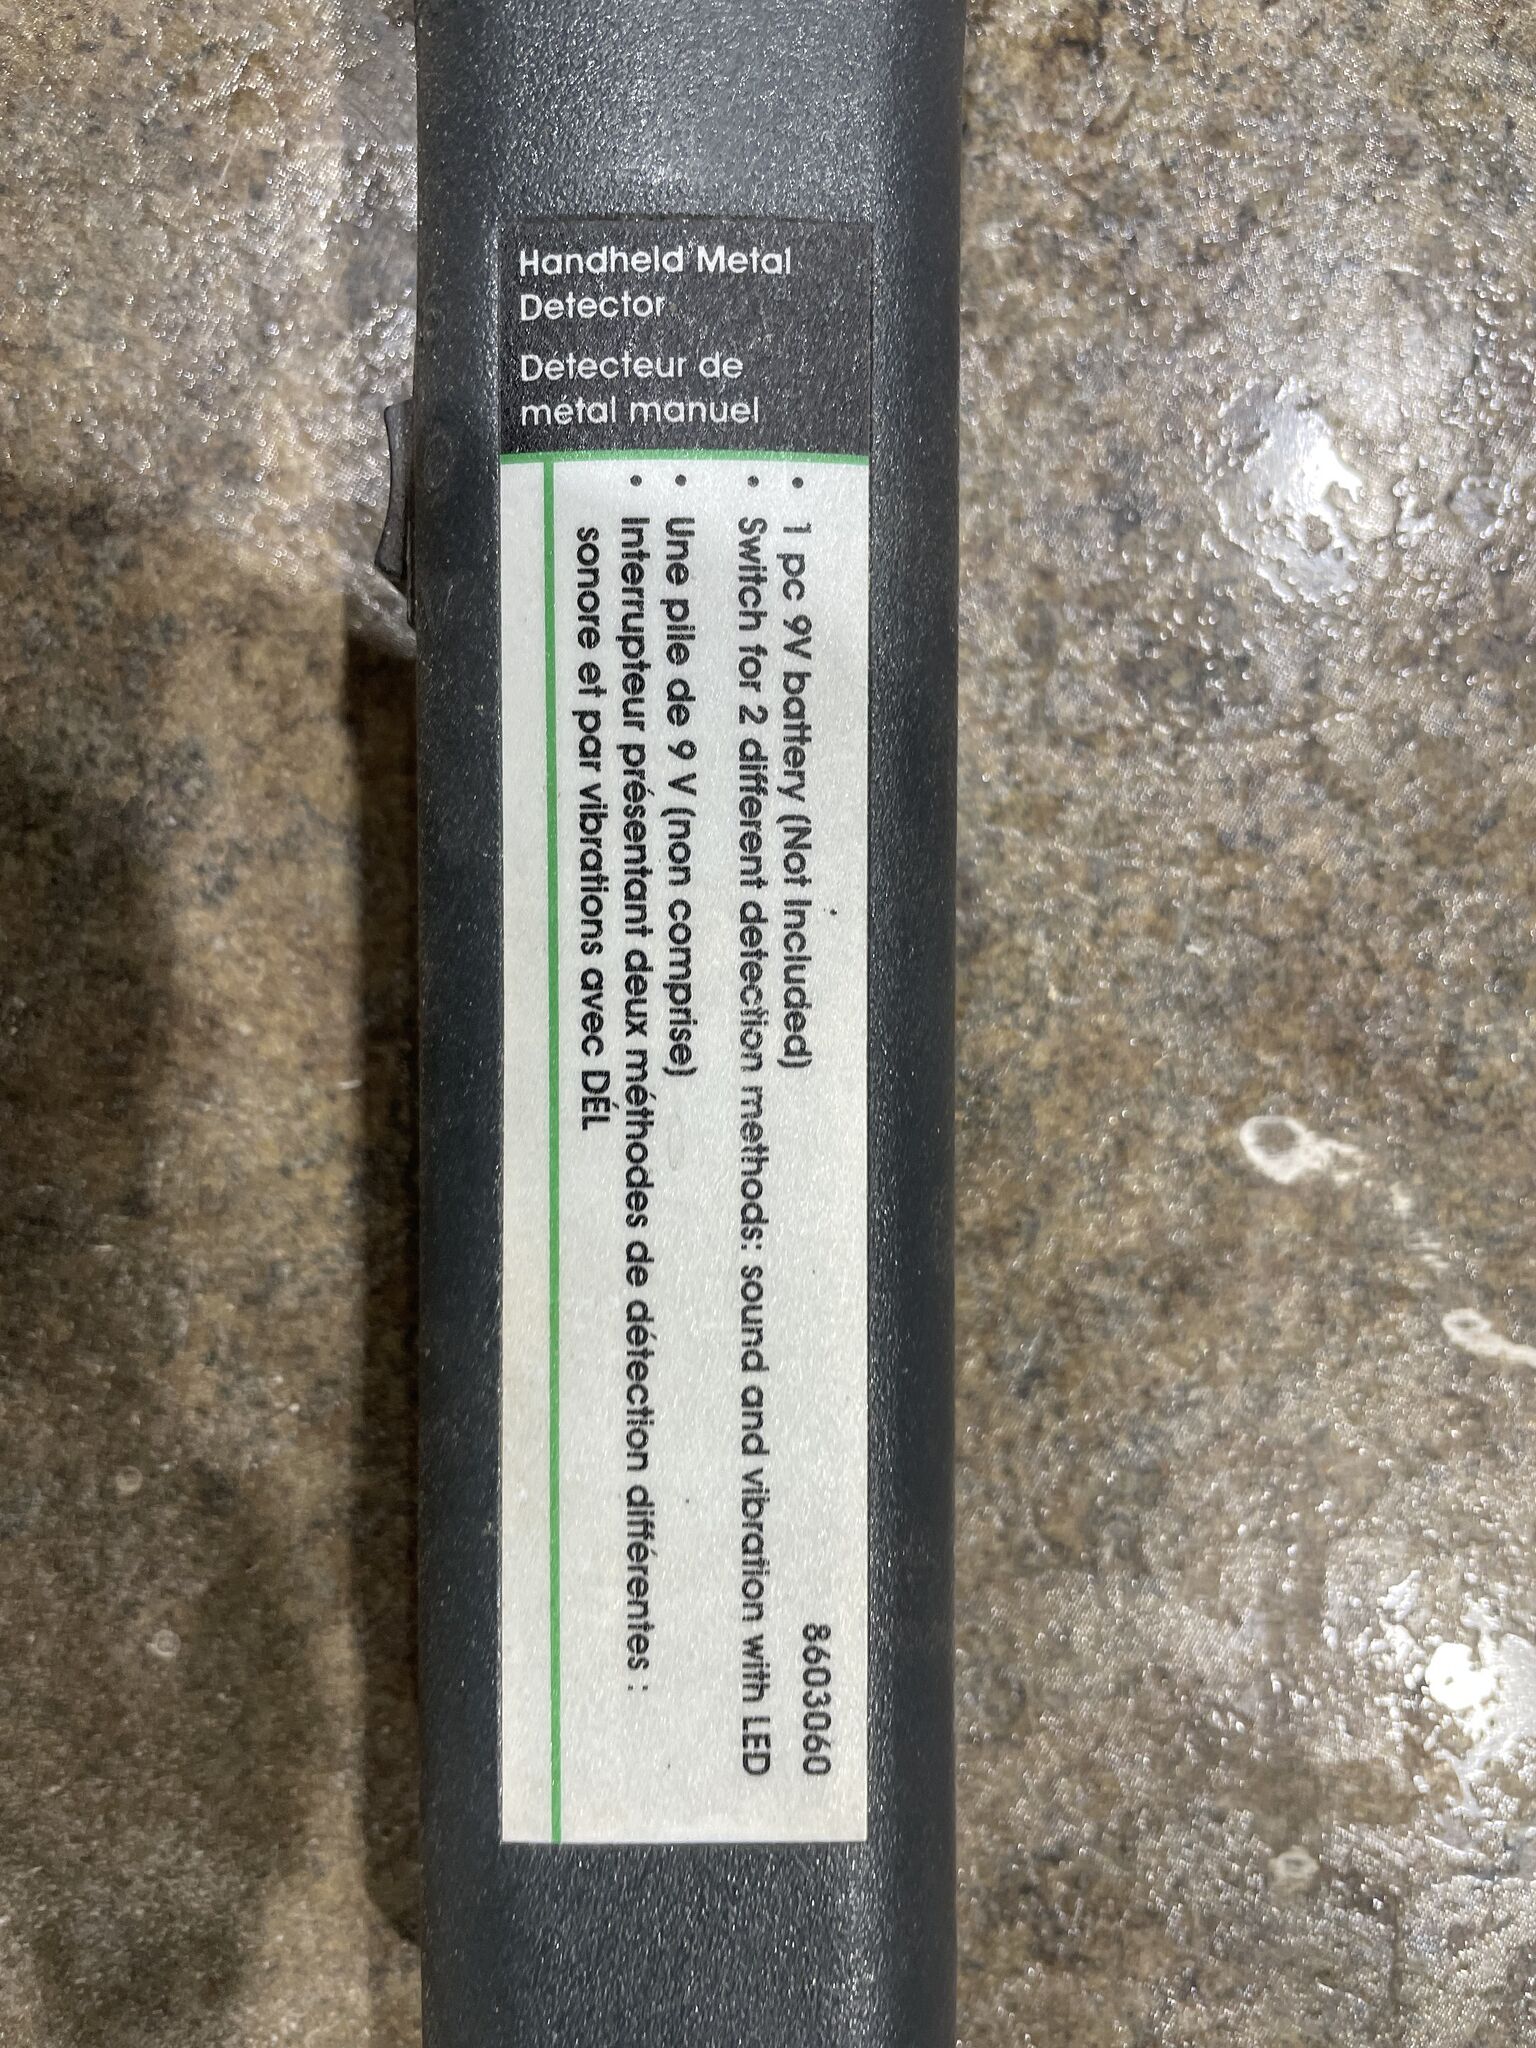 Handheld Metal
Detector
Détecteur de
métal manuel
8603060
• 1 pc 9V battery (Not Included)
• Switch for 2 different detection methods: sound and vibration with LED
• Une pile de 9 V (non comprise)
• Interrupteur présentant deux méthodes de détection différentes :
sonore et par vibrations avec DÉL